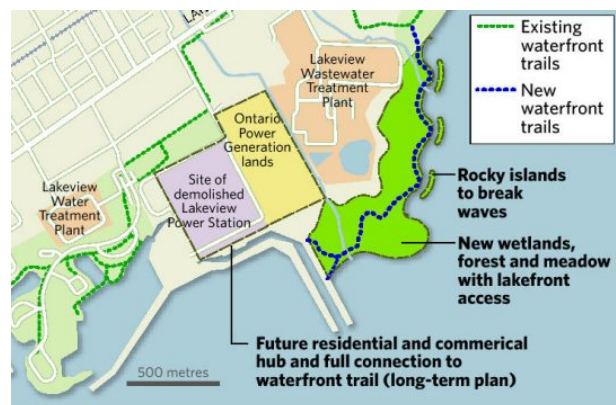 LAK
Existing
waterfront
trails
New
waterfront
trails
Lakeview
Wastewater
Treatment
Plant
Ontario
Power
Generation
lands
Site of
demolished
Lakeview
Power Station
Lakeview
Water
Treatment
Plant
Rocky islands
to break
waves
New wetlands,
forest and meadow
with lakefront
access
Future residential and commerical
hub and full connection to
waterfront trail (long-term plan)
500 metres